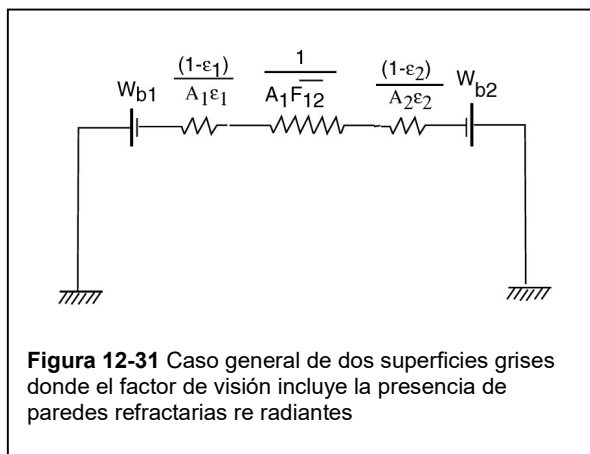 (1-ε1) 1 (1-ε2)
Wb1 A1ε1 A1F12 A2ε2 Wb2
Figura 12-31 Caso general de dos superficies grises
donde el factor de visión incluye la presencia de
paredes refractarias re radiantes